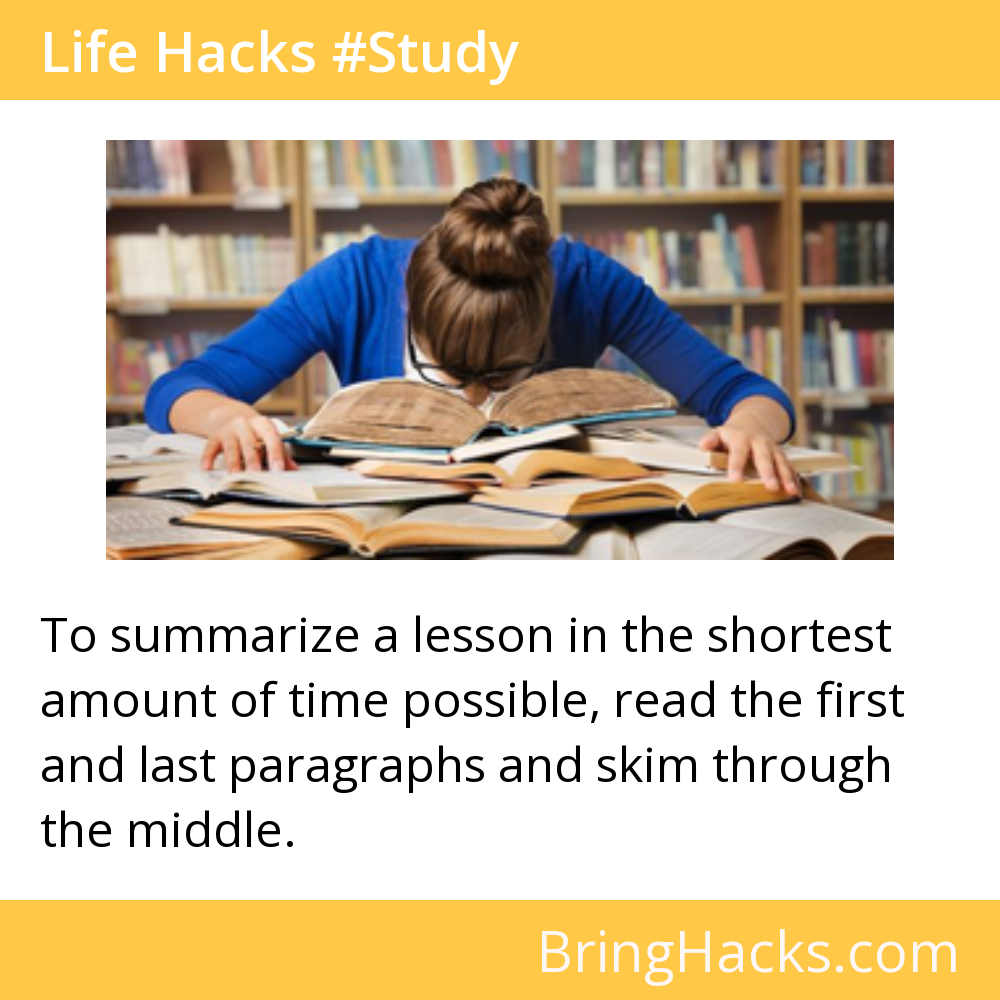 Life Hacks #Study
To summarize a lesson in the shortest
amount of time possible, read the first
and last paragraphs and skim through
the middle.
BringHacks.com